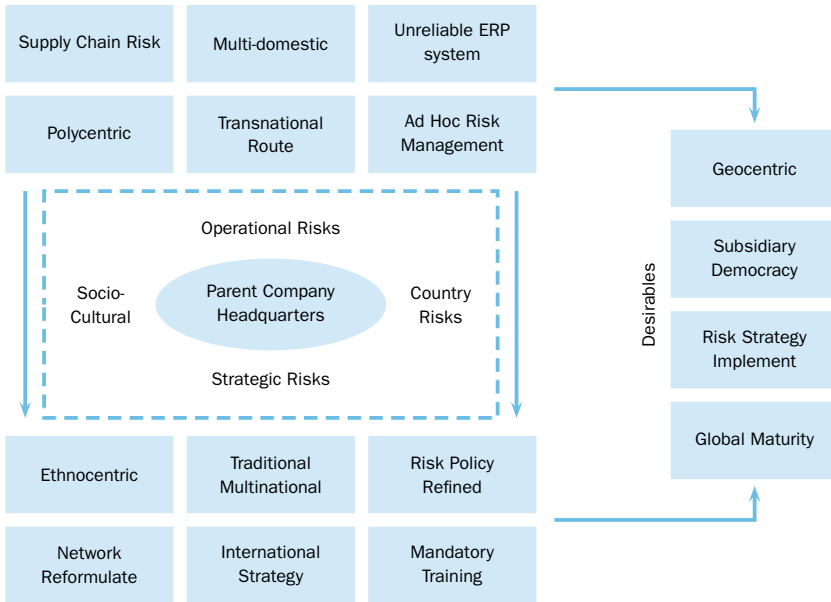 Supply Chain Risk
Multi-domestic
Unreliable ERP
system
Polycentric
Transnational
Route
Ad Hoc Risk
Management
Operational Risks
Socio-
Cultural
Parent Company
Headquarters
Country
Risks
Strategic Risks
Ethnocentric
Traditional
Multinational
Risk Policy
Refined
Network
Reformulate
International
Strategy
Mandatory
Training
Desirables
Geocentric
Subsidiary
Democracy
Risk Strategy
Implement
Global Maturity